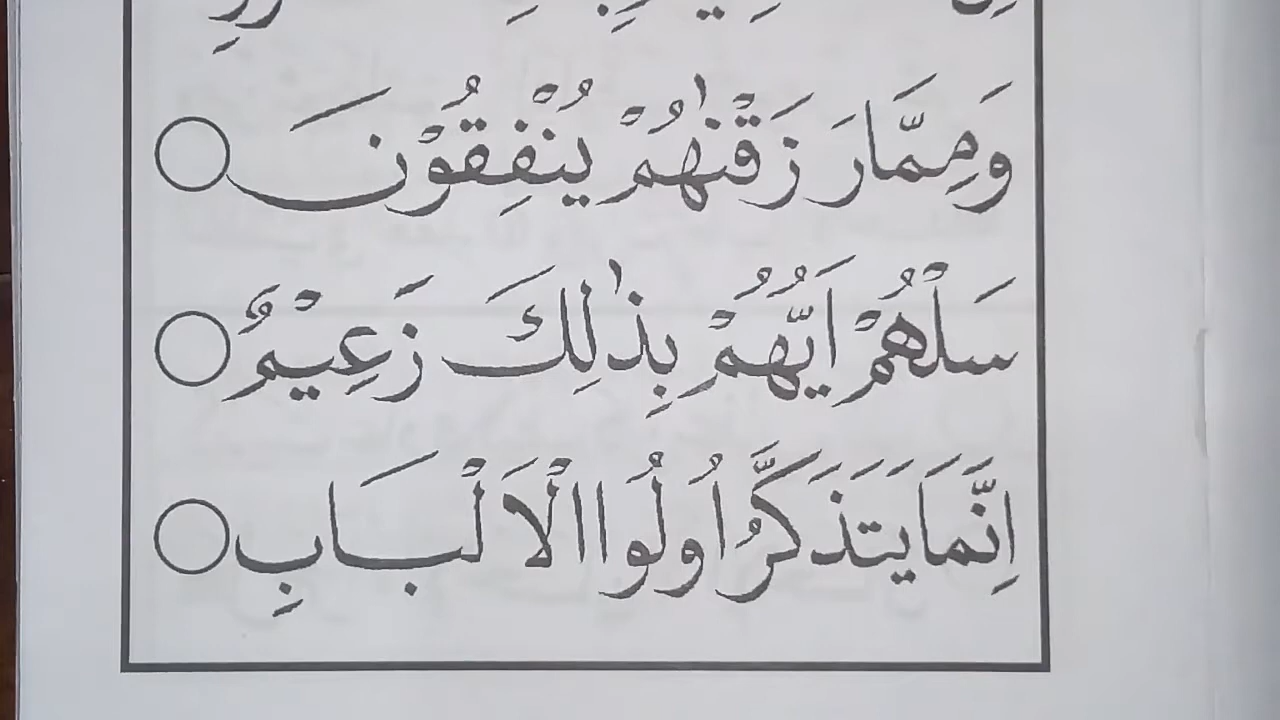 وَمِمَّا رَزَقْنٰهُمْ يُنْفِقُوْنَ ○
سَلْهُمْ اَيُّهُمْ بِذٰلِكَ زَعِيْمٌ ○
اِنَّمَا يَتَذَكَّرُ اُولُوا الْاَلْبَابِ ○